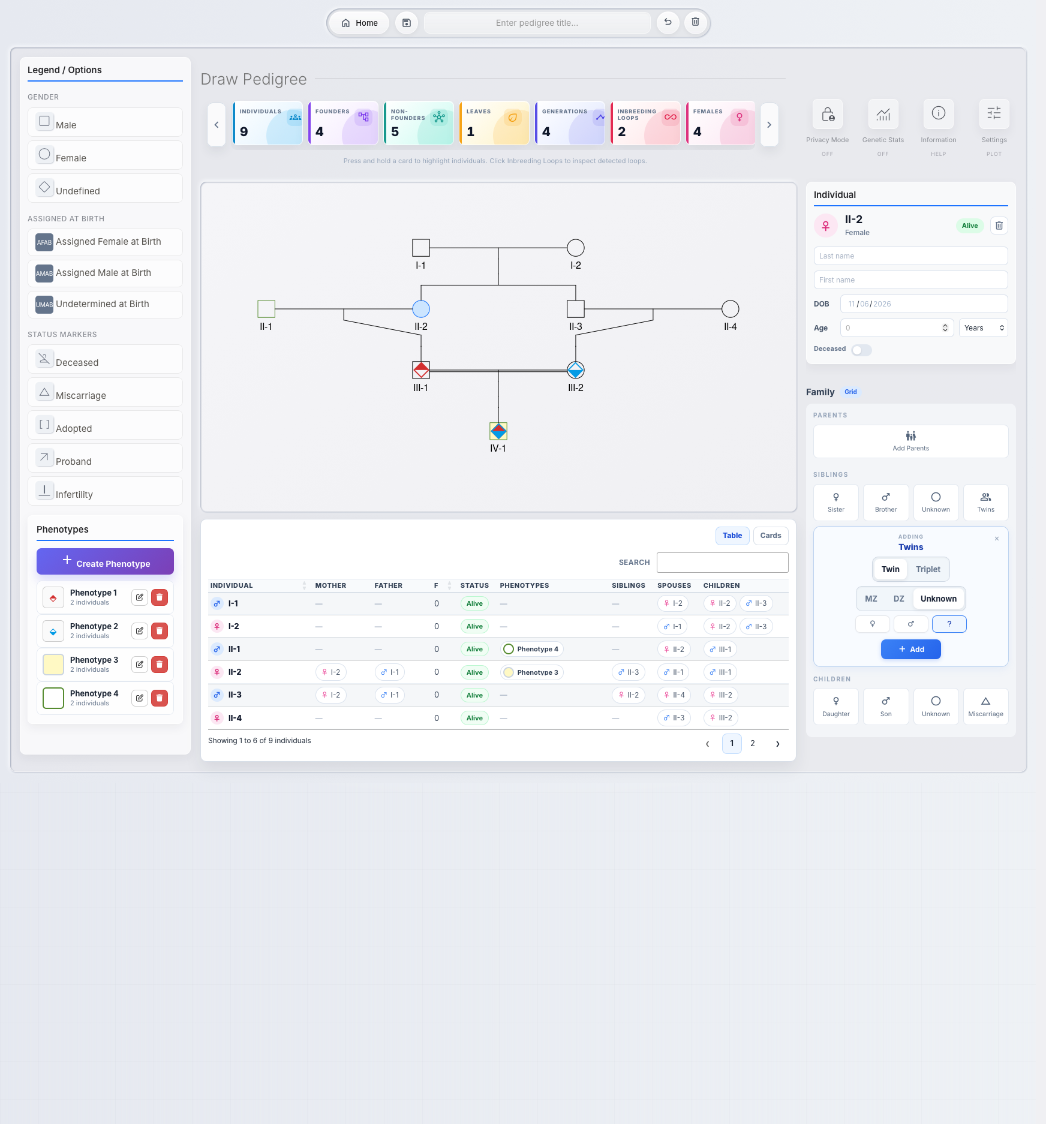 Home
Enter pedigree title...
Legend / Options
GENDER
Male
Female
Undefined
ASSIGNED AT BIRTH
AFAB Assigned Female at Birth
AMAB Assigned Male at Birth
UMAB Undetermined at Birth
STATUS MARKERS
Deceased
Miscarriage
Adopted
Proband
Infertility
Phenotypes
Create Phenotype
Phenotype 1
2 individuals
Phenotype 2
2 individuals
Phenotype 3
2 individuals
Phenotype 4
2 individuals
Draw Pedigree
INDIVIDUALS
9
FOUNDERS
4
NON-
FOUNDERS
5
LEAVES
1
GENERATIONS
4
INBREEDING
LOOPS
2
FEMALES
4
Press and hold a card to highlight individuals. Click Inbreeding Loops to inspect detected loops.
I-1 I-2
II-1 II-2 II-3 II-4
III-1 III-2
IV-1
Table Cards
SEARCH
INDIVIDUAL MOTHER FATHER F STATUS PHENOTYPES SIBLINGS SPOUSES CHILDREN
♂ I-1 — — 0 Alive — — ♀ I-2 ♀ II-2 ♂ II-3
♀ I-2 — — 0 Alive — — ♂ I-1 ♀ II-2 ♂ II-3
♂ II-1 — — 0 Alive Phenotype 4 — ♀ II-2 ♂ III-1
♀ II-2 ♀ I-2 ♂ I-1 0 Alive Phenotype 3 ♂ II-3 ♂ II-1 ♂ III-1
♂ II-3 ♀ I-2 ♂ I-1 0 Alive — ♀ II-2 ♀ II-4 ♀ III-2
♀ II-4 — — 0 Alive — — ♂ II-3 ♀ III-2
Showing 1 to 6 of 9 individuals
‹ 1 2 ›
Privacy Mode
OFF
Genetic Stats
OFF
Information
HELP
Settings
PLOT
Individual
II-2
Female
Alive
Last name
First name
DOB 11/06/2026
Age 0 Years
Deceased
Family Grid
PARENTS
Add Parents
SIBLINGS
Sister Brother Unknown Twins
ADDING ×
Twins
Twin Triplet
MZ DZ Unknown
♀ ♂ ?
+ Add
CHILDREN
Daughter Son Unknown Miscarriage